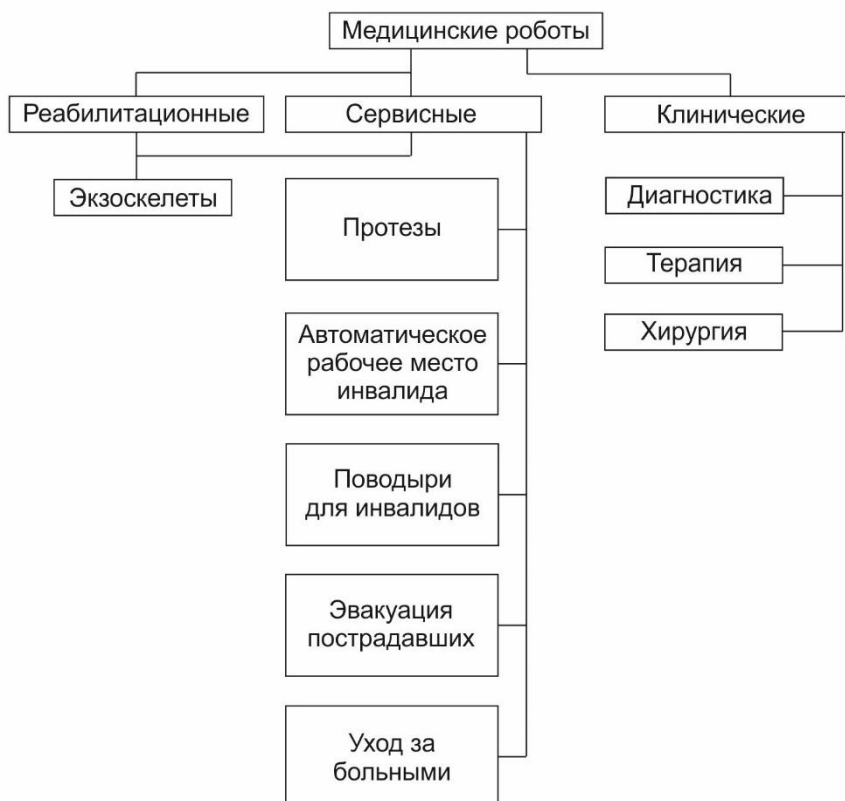 Медицинские роботы
Реабилитационные
Сервисные
Клинические
Экзоскелеты
Протезы
Автоматическое
рабочее место
инвалида
Поводыри
для инвалидов
Эвакуация
пострадавших
Уход за
больными
Диагностика
Терапия
Хирургия